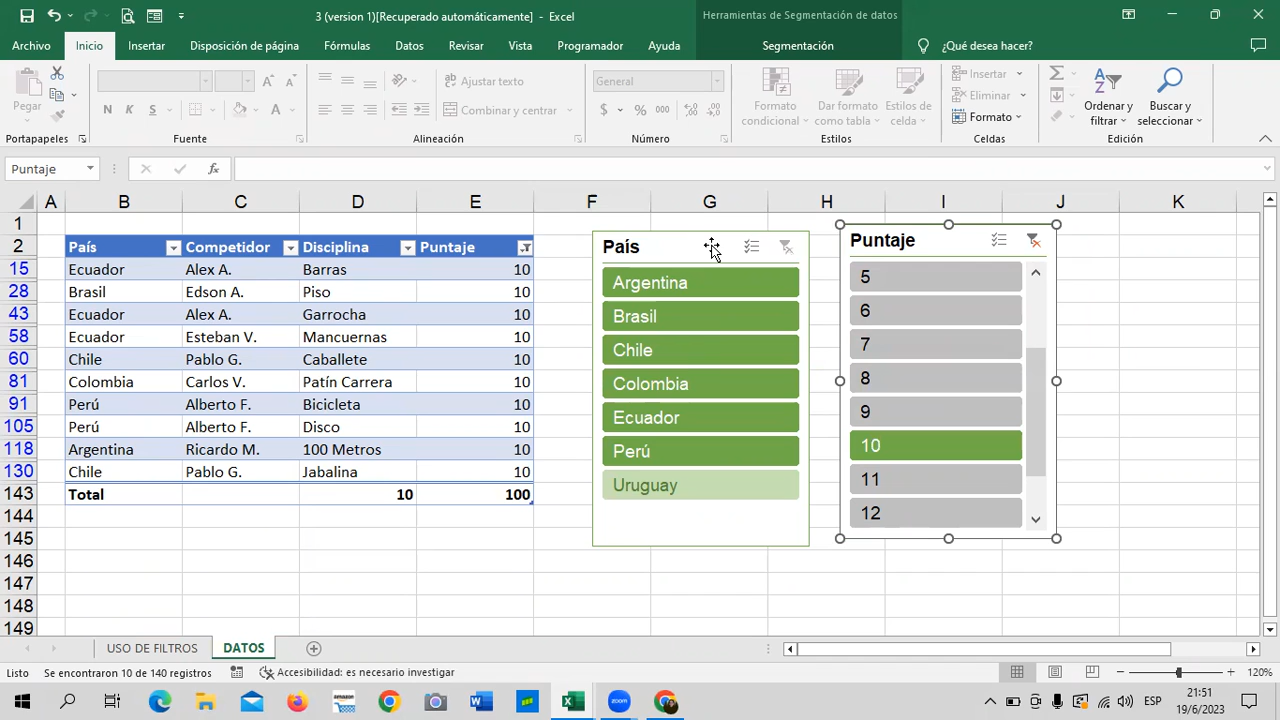 3 (version 1)[Recuperado automáticamente] - Excel
Herramientas de Segmentación de datos
Archivo Inicio Insertar Disposición de página Fórmulas Datos Revisar Vista Programador Ayuda Segmentación ¿Qué desea hacer?
Pegar
N K S
Ajustar texto
Combinar y centrar
General
$ % 000
Formato condicional
Dar formato como tabla
Estilos de celda
Insertar
Eliminar
Formato
Ordenar y filtrar
Buscar y seleccionar
Portapapeles Fuente Alineación Número Estilos Celdas Edición
Puntaje fx
A B C D E F G H I J K
1
2 País Competidor Disciplina Puntaje
15 Ecuador Alex A. Barras 10
28 Brasil Edson A. Piso 10
43 Ecuador Alex A. Garrocha 10
58 Ecuador Esteban V. Mancuernas 10
60 Chile Pablo G. Caballete 10
81 Colombia Carlos V. Patín Carrera 10
91 Perú Alberto F. Bicicleta 10
105 Perú Alberto F. Disco 10
118 Argentina Ricardo M. 100 Metros 10
130 Chile Pablo G. Jabalina 10
143 Total 10 100
144
145
146
147
148
149
País
Argentina
Brasil
Chile
Colombia
Ecuador
Perú
Uruguay
Puntaje
5
6
7
8
9
10
11
12
USO DE FILTROS DATOS
Listo Se encontraron 10 de 140 registros Accesibilidad: es necesario investigar 120%
amazon zoom ESP 21:51
19/6/2023